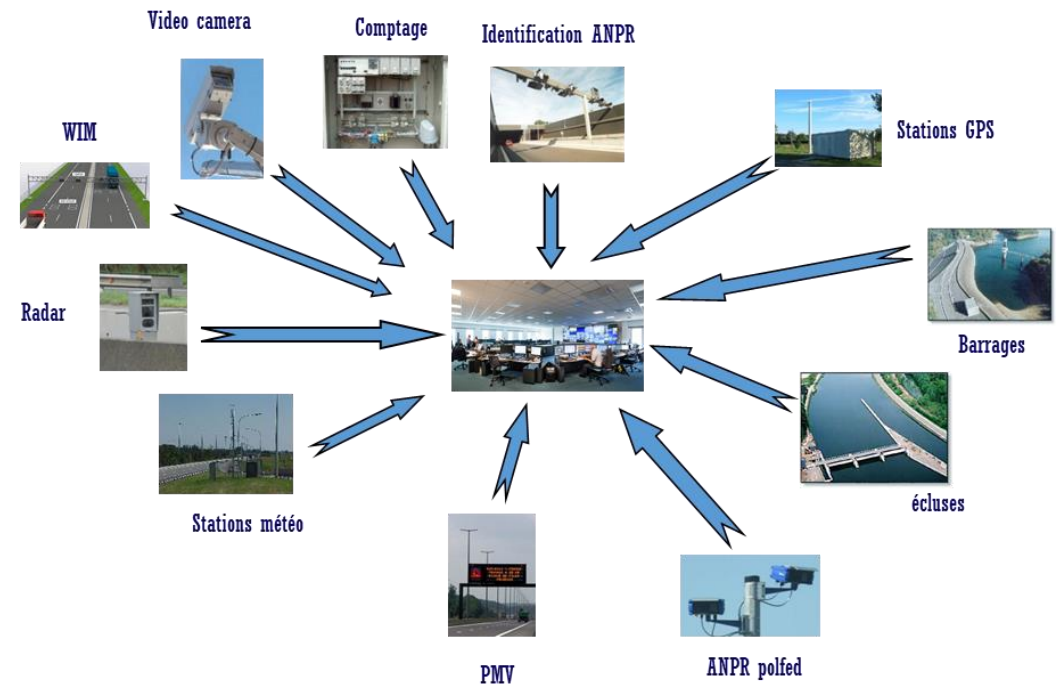 Video camera
Comptage
Identification ANPR
WIM
Stations GPS
Radar
Barrages
Stations météo
écluses
PMV
ANPR polfed